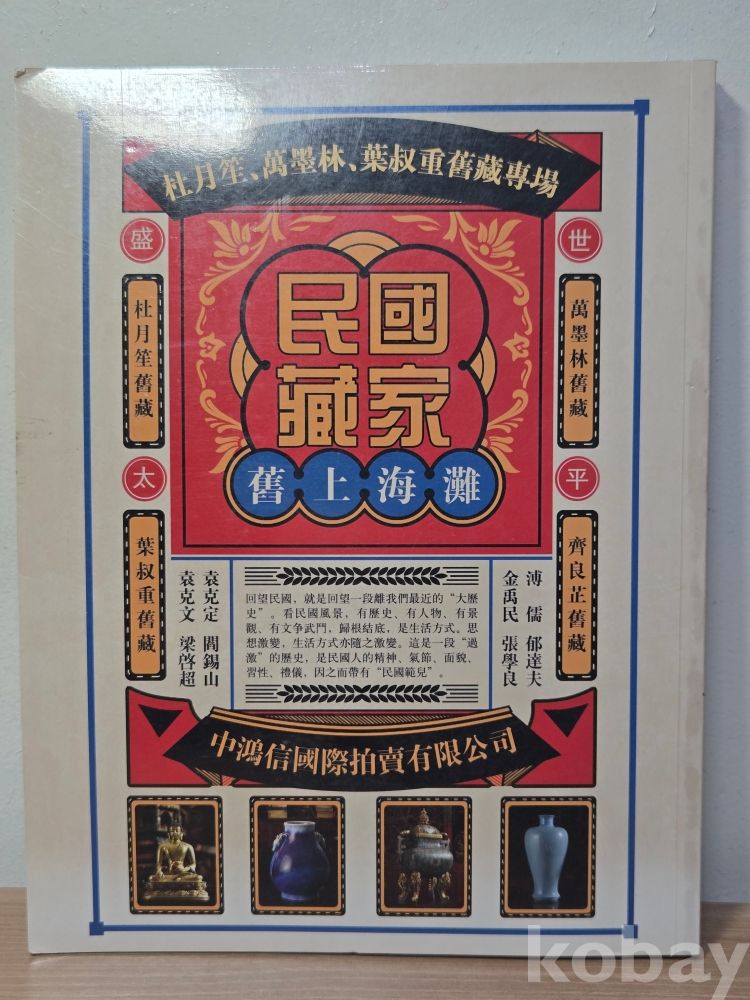 杜月笙、萬墨林、葉叔重舊藏專場
盛世
太平
杜月笙舊藏
萬墨林舊藏
民國
藏家
舊上海灘
葉叔重舊藏
齊良芷舊藏
袁克定 閻錫山
袁克文 梁啓超
回望民國，就是回望一段離我們最近的“大歷
史”。看民國風景，有歷史、有人物、有景
觀、有文争武鬥，歸根結底，是生活方式。思
想激變，生活方式亦隨之激變。這是一段“過
激”的歷史，是民國人的精神、氣節、面貌、
習性、禮儀，因之而帶有“民國範兒”。
溥儒 郁達夫
金禹民 張學良
中鴻信國際拍賣有限公司
kobay